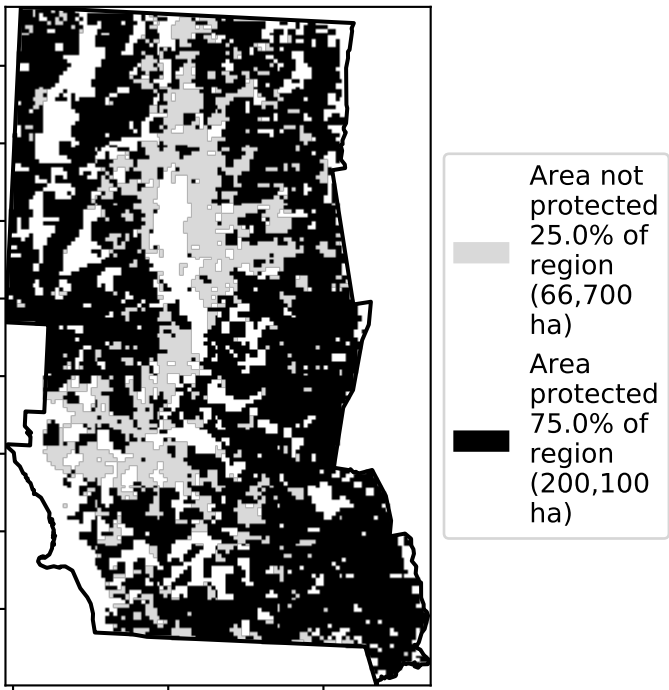 Area not
protected
25.0% of
region
(66,700
ha)
Area
protected
75.0% of
region
(200,100
ha)